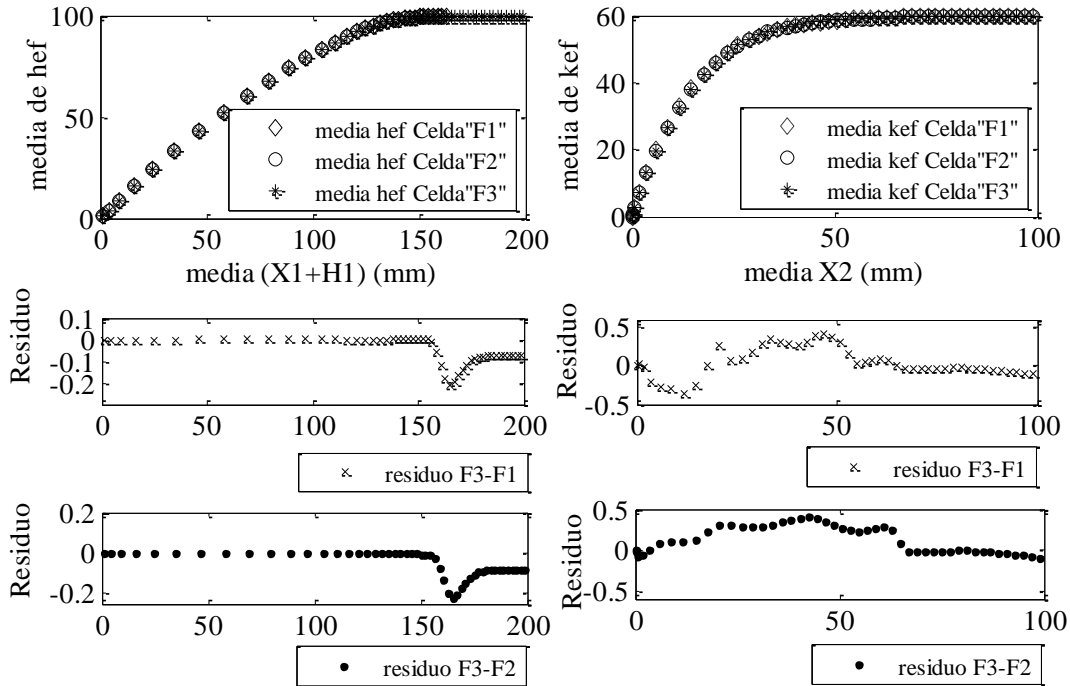 media de hef
100
50
0
0 50 100 150 200
media (X1+H1) (mm)
media hef Celda"F1"
media hef Celda"F2"
media hef Celda"F3"
media de kef
60
40
20
0
0 50 100
media X2 (mm)
media kef Celda"F1"
media kef Celda"F2"
media kef Celda"F3"
Residuo
0.1
0
-0.1
-0.2
0 50 100 150 200
residuo F3-F1
Residuo
0.5
0
-0.5
0 50 100
residuo F3-F1
Residuo
0.2
0
-0.2
0 50 100 150 200
residuo F3-F2
Residuo
0.5
0
-0.5
0 50 100
residuo F3-F2